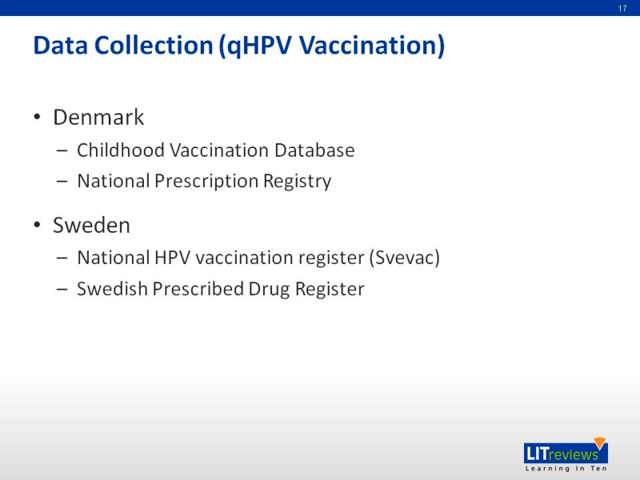 17
Data Collection (qHPV Vaccination)
• Denmark
– Childhood Vaccination Database
– National Prescription Registry
• Sweden
– National HPV vaccination register (Svevac)
– Swedish Prescribed Drug Register
LITreviews
Learning In Ten